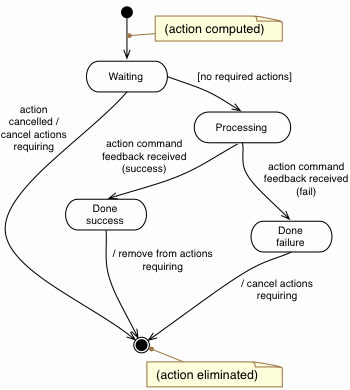 (action computed)
Waiting
[no required actions]
action
cancelled /
cancel actions
requiring
Processing
action command
feedback received
(success)
action command
feedback received
(fail)
Done
success
Done
failure
/ remove from actions
requiring
/ cancel actions
requiring
(action eliminated)